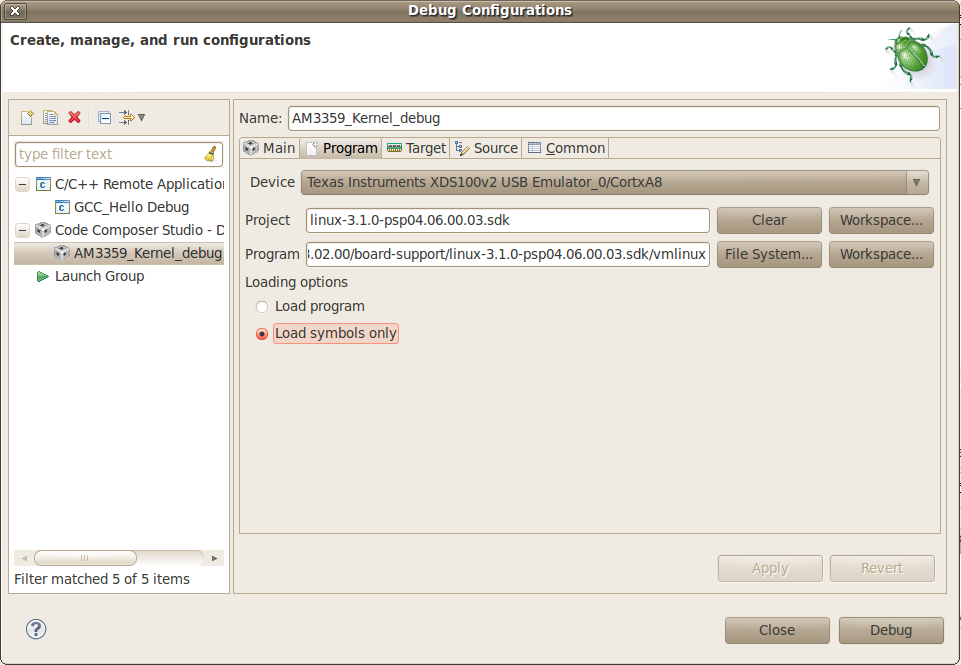 Debug Configurations
Create, manage, and run configurations
type filter text
C/C++ Remote Application
GCC_Hello Debug
Code Composer Studio - D
AM3359_Kernel_debug
Launch Group
Filter matched 5 of 5 items
Name: AM3359_Kernel_debug
Main Program Target Source Common
Device Texas Instruments XDS100v2 USB Emulator_0/CortxA8
Project linux-3.1.0-psp04.06.00.03.sdk Clear Workspace...
Program 3.02.00/board-support/linux-3.1.0-psp04.06.00.03.sdk/vmlinux File System... Workspace...
Loading options
Load program
Load symbols only
Apply Revert
Close Debug